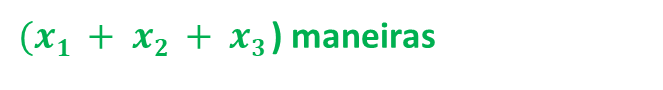 (x₁ + x₂ + x₃) maneiras